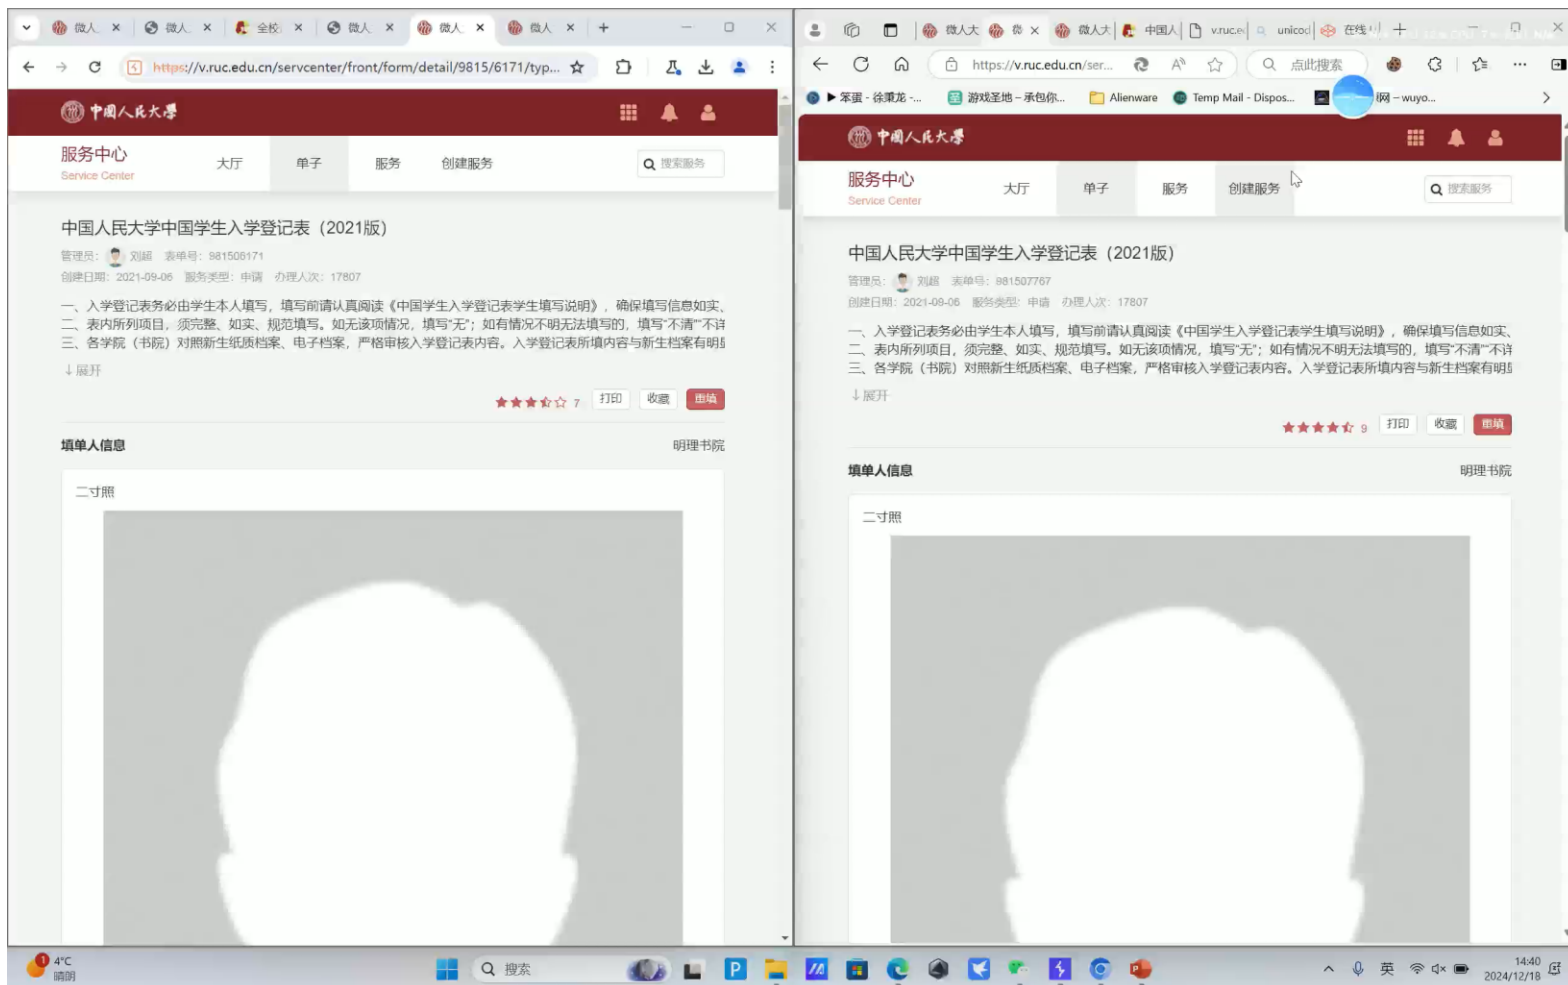 微人
微人
全校
微人
微人
微人
https://v.ruc.edu.cn/servcenter/front/form/detail/9815/6171/typ...
中国人民大学
服务中心
Service Center
大厅
单子
服务
创建服务
搜索服务
中国人民大学中国学生入学登记表（2021版）
管理员： 刘超 表单号：981506171
创建日期：2021-09-06 服务类型：申请 办理人次：17807
一、入学登记表务必由学生本人填写，填写前请认真阅读《中国学生入学登记表学生填写说明》，确保填写信息如实、
二、表内所列项目，须完整、如实、规范填写。如无该项情况，填写“无”；如有情况不明无法填写的，填写“不清”“不详
三、各学院（书院）对照新生纸质档案、电子档案，严格审核入学登记表内容。入学登记表所填内容与新生档案有明显
↓展开
7
打印
收藏
重填
填单人信息
明理书院
二寸照
微人大
微
微人大
中国人
v.ruc.e
unicod
在线
https://v.ruc.edu.cn/ser...
点此搜索
▶ 笨蛋 - 徐秉龙 -...
游戏圣地 – 承包你...
Alienware
Temp Mail - Dispos...
网 – wuyo...
中国人民大学
服务中心
Service Center
大厅
单子
服务
创建服务
搜索服务
中国人民大学中国学生入学登记表（2021版）
管理员： 刘超 表单号：981507767
创建日期：2021-09-06 服务类型：申请 办理人次：17807
一、入学登记表务必由学生本人填写，填写前请认真阅读《中国学生入学登记表学生填写说明》，确保填写信息如实、
二、表内所列项目，须完整、如实、规范填写。如无该项情况，填写“无”；如有情况不明无法填写的，填写“不清”“不详
三、各学院（书院）对照新生纸质档案、电子档案，严格审核入学登记表内容。入学登记表所填内容与新生档案有明显
↓展开
9
打印
收藏
重填
填单人信息
明理书院
二寸照
1
4°C
晴朗
搜索
英
14:40
2024/12/18